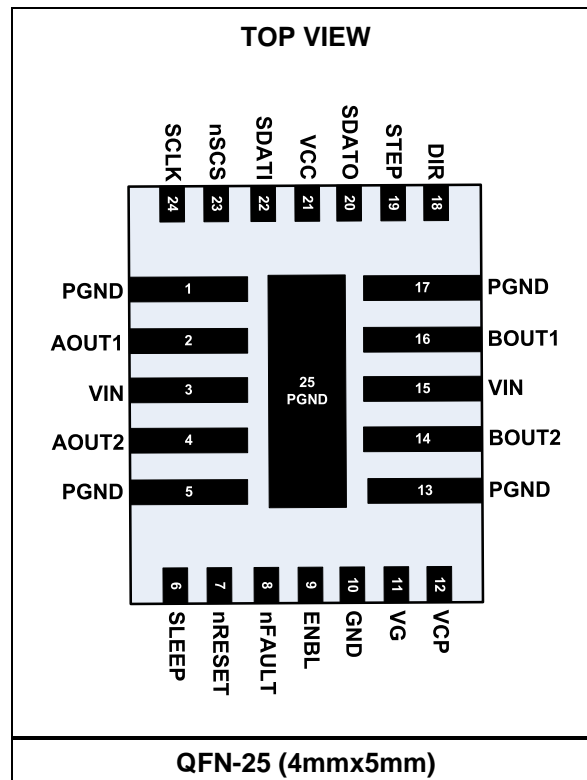 TOP VIEW
SCLK
nSCS
SDATI
VCC
SDATO
STEP
DIR
24
23
22
21
20
19
18
PGND
1
17
PGND
AOUT1
2
16
BOUT1
VIN
3
25
PGND
15
VIN
AOUT2
4
14
BOUT2
PGND
5
13
PGND
6
7
8
9
10
11
12
SLEEP
nRESET
nFAULT
ENBL
GND
VG
VCP
QFN-25 (4mmx5mm)